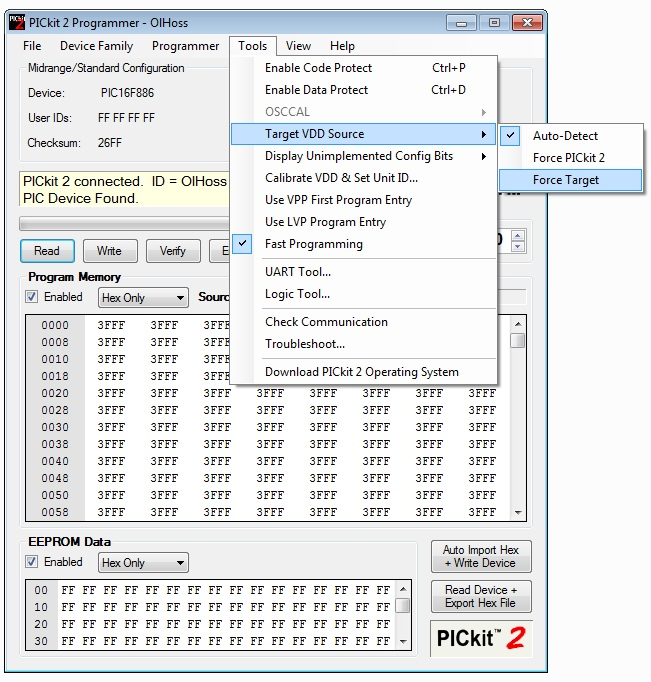 PICkit 2 Programmer - OIHoss
File Device Family Programmer Tools View Help
Midrange/Standard Configuration
Device: PIC16F886
User IDs: FF FF FF FF
Checksum: 26FF
Enable Code Protect Ctrl+P
Enable Data Protect Ctrl+D
OSCCAL
Target VDD Source
Display Unimplemented Config Bits
Calibrate VDD & Set Unit ID...
Use VPP First Program Entry
Use LVP Program Entry
Fast Programming
UART Tool...
Logic Tool...
Check Communication
Troubleshoot...
Download PICkit 2 Operating System
Auto-Detect
Force PICkit 2
Force Target
PICkit 2 connected. ID = OIHoss
PIC Device Found.
Read Write Verify
Program Memory
Enabled Hex Only
0000 3FFF 3FFF
0008 3FFF 3FFF
0010 3FFF 3FFF
0018 3FFF 3FFF
0020 3FFF 3FFF 3FFF 3FFF 3FFF 3FFF 3FFF 3FFF
0028 3FFF 3FFF 3FFF 3FFF 3FFF 3FFF 3FFF 3FFF
0030 3FFF 3FFF 3FFF 3FFF 3FFF 3FFF 3FFF 3FFF
0038 3FFF 3FFF 3FFF 3FFF 3FFF 3FFF 3FFF 3FFF
0040 3FFF 3FFF 3FFF 3FFF 3FFF 3FFF 3FFF 3FFF
0048 3FFF 3FFF 3FFF 3FFF 3FFF 3FFF 3FFF 3FFF
0050 3FFF 3FFF 3FFF 3FFF 3FFF 3FFF 3FFF 3FFF
0058 3FFF 3FFF 3FFF 3FFF 3FFF 3FFF 3FFF 3FFF
EEPROM Data
Enabled Hex Only
00 FF FF FF FF FF FF FF FF FF FF FF FF FF FF FF FF
10 FF FF FF FF FF FF FF FF FF FF FF FF FF FF FF FF
20 FF FF FF FF FF FF FF FF FF FF FF FF FF FF FF FF
30 FF FF FF FF FF FF FF FF FF FF FF FF FF FF FF FF
Auto Import Hex
+ Write Device
Read Device +
Export Hex File
PICkit™ 2